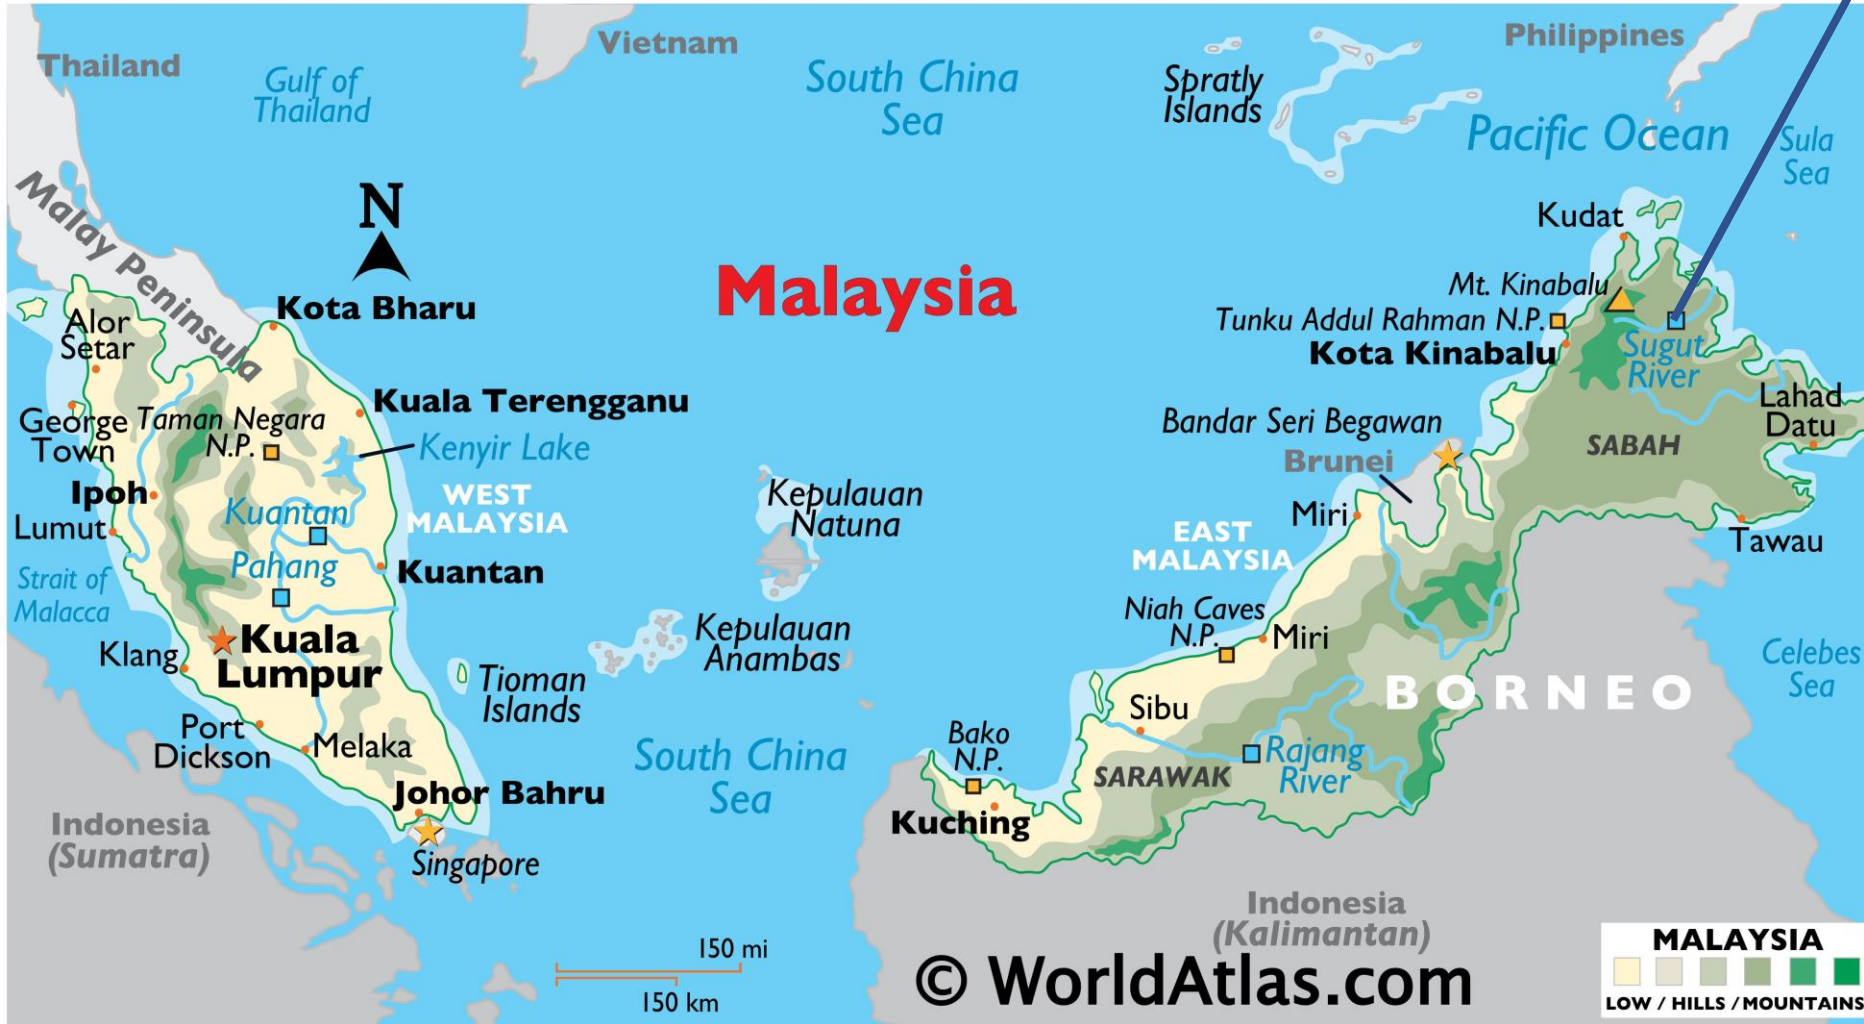 Thailand
Gulf of
Thailand
Vietnam
South China
Sea
Spratly
Islands
Philippines
Pacific Ocean
Sula
Sea
Malay Peninsula
N
Kota Bharu
Malaysia
Kudat
Mt. Kinabalu
Tunku Addul Rahman N.P.
Kota Kinabalu
Sugut
River
Alor
Setar
George
Town
Taman Negara
N.P.
Kuala Terengganu
Kenyir Lake
Bandar Seri Begawan
Brunei
SABAH
Lahad
Datu
Ipoh
Lumut
Kuantan
WEST
MALAYSIA
Kepulauan
Natuna
EAST
MALAYSIA
Miri
Tawau
Strait of
Malacca
Pahang
Kuantan
Klang
Kuala
Lumpur
Tioman
Islands
Kepulauan
Anambas
Niah Caves
N.P.
Miri
BORNEO
Celebes
Sea
Port
Dickson
Melaka
South China
Sea
Bako
N.P.
Sibu
SARAWAK
Rajang
River
Johor Bahru
Kuching
Indonesia
(Sumatra)
Singapore
Indonesia
(Kalimantan)
150 mi
150 km
© WorldAtlas.com
MALAYSIA
LOW / HILLS / MOUNTAINS